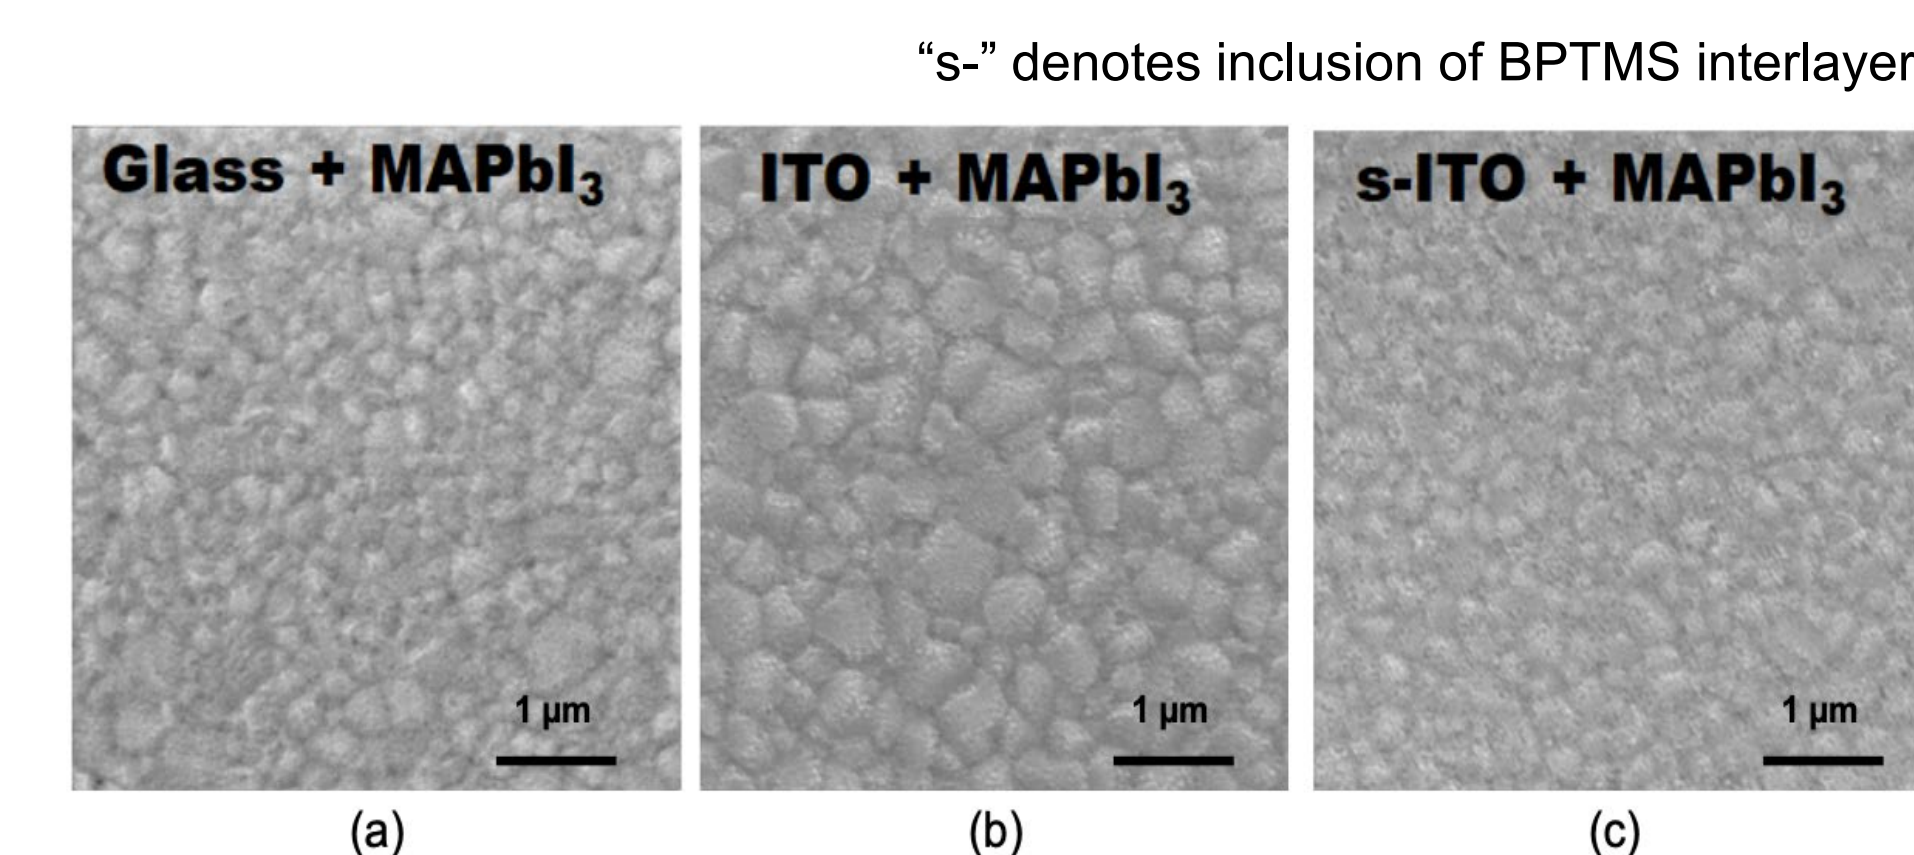 “s-” denotes inclusion of BPTMS interlayer
Glass + MAPbI₃
ITO + MAPbI₃
s-ITO + MAPbI₃
1 μm
1 μm
1 μm
(a)
(b)
(c)